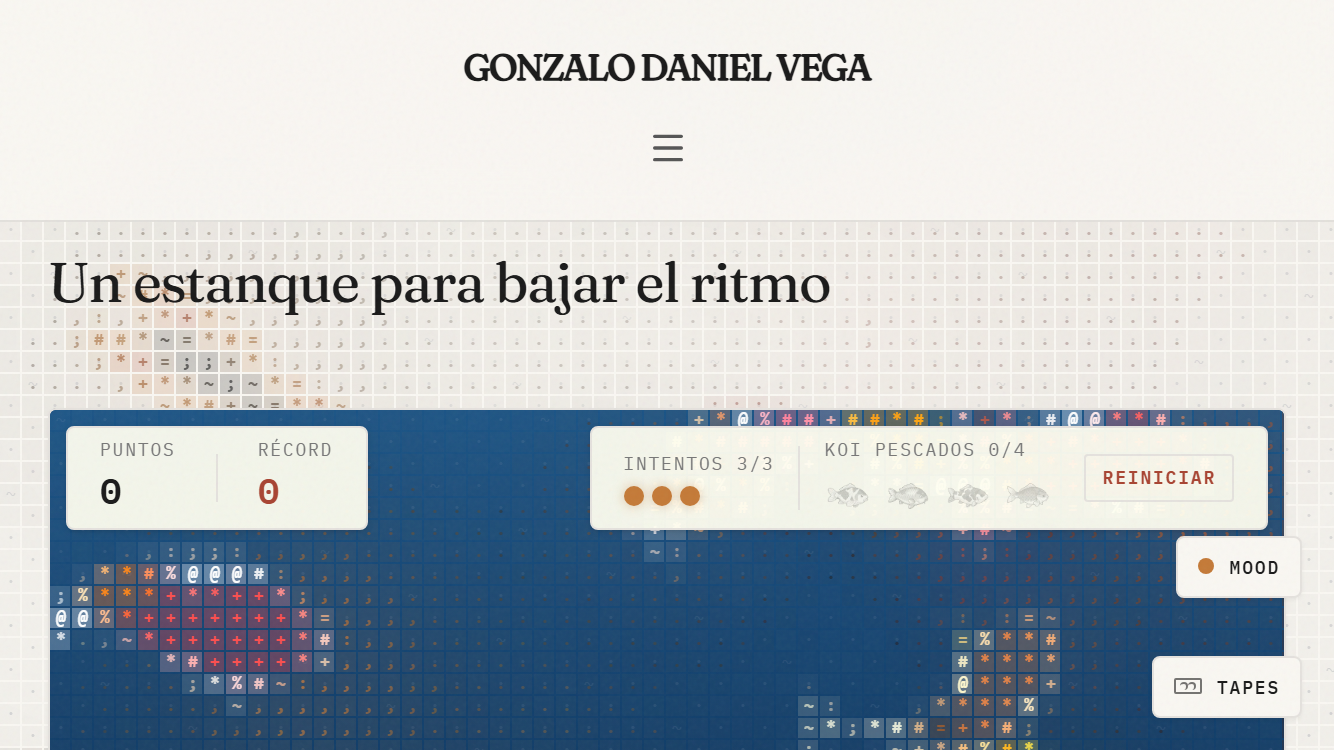 GONZALO DANIEL VEGA
Un estanque para bajar el ritmo
PUNTOS
0
RÉCORD
0
INTENTOS 3/3
KOI PESCADOS 0/4
REINICIAR
MOOD
TAPES